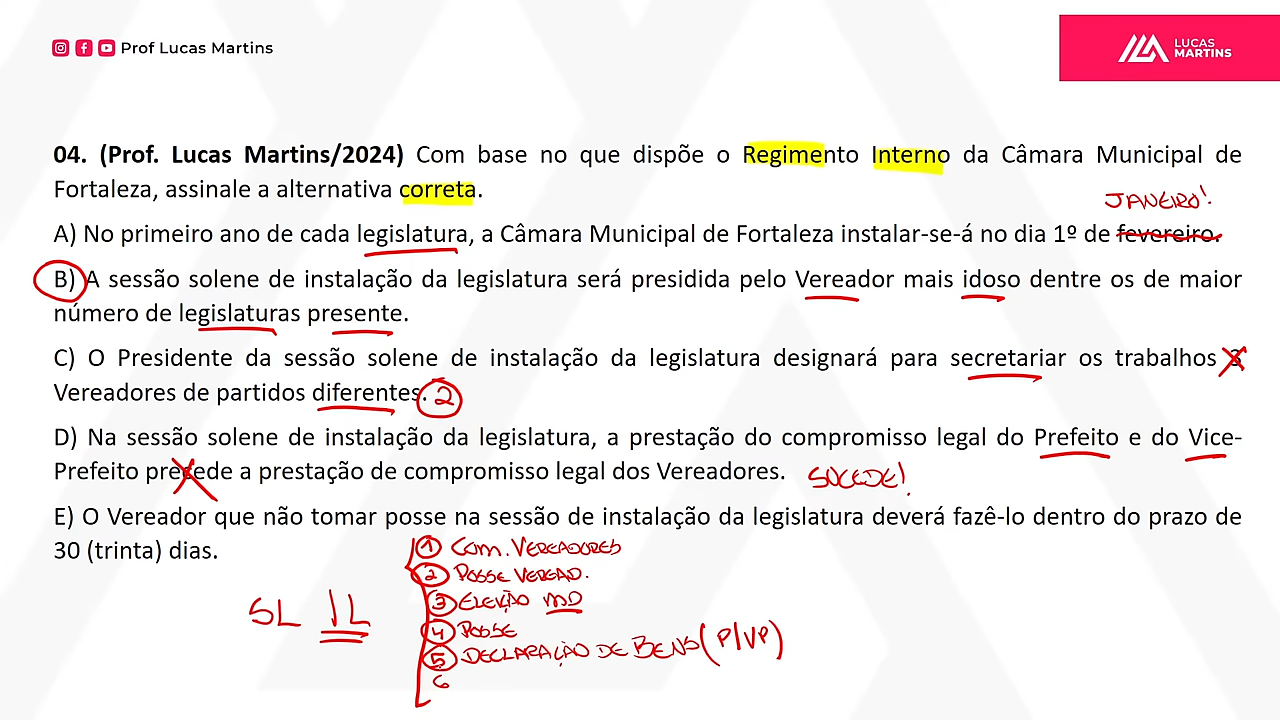 Prof Lucas Martins
LUCAS
MARTINS
04. (Prof. Lucas Martins/2024) Com base no que dispõe o Regimento Interno da Câmara Municipal de
Fortaleza, assinale a alternativa correta.
JANEIRO!
A) No primeiro ano de cada legislatura, a Câmara Municipal de Fortaleza instalar-se-á no dia 1º de fevereiro.
B) A sessão solene de instalação da legislatura será presidida pelo Vereador mais idoso dentre os de maior
número de legislaturas presente.
C) O Presidente da sessão solene de instalação da legislatura designará para secretariar os trabalhos 3
Vereadores de partidos diferentes. 2
D) Na sessão solene de instalação da legislatura, a prestação do compromisso legal do Prefeito e do Vice-
Prefeito precede a prestação de compromisso legal dos Vereadores. SUCEDE!
E) O Vereador que não tomar posse na sessão de instalação da legislatura deverá fazê-lo dentro do prazo de
30 (trinta) dias.
1 COM. VEREADORES
2 POSSE VEREAD.
3 ELEIÇÃO MD
SL IL
4 POSSE
5 DECLARAÇÃO DE BENS (P/VP)
6